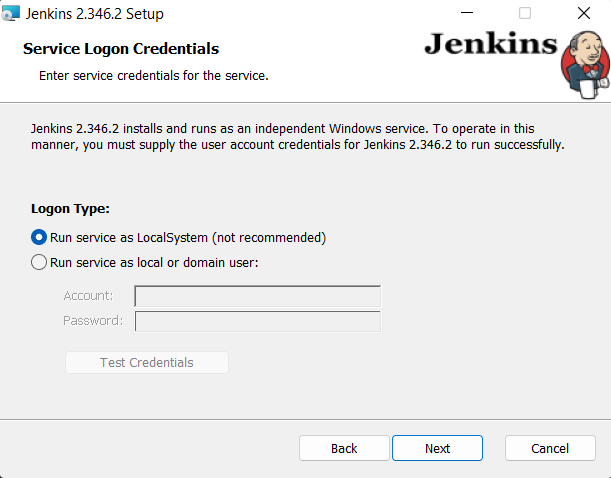 Jenkins 2.346.2 Setup
Service Logon Credentials
Jenkins
Enter service credentials for the service.
Jenkins 2.346.2 installs and runs as an independent Windows service. To operate in this
manner, you must supply the user account credentials for Jenkins 2.346.2 to run successfully.
Logon Type:
Run service as LocalSystem (not recommended)
Run service as local or domain user:
Account:
Password:
Test Credentials
Back
Next
Cancel